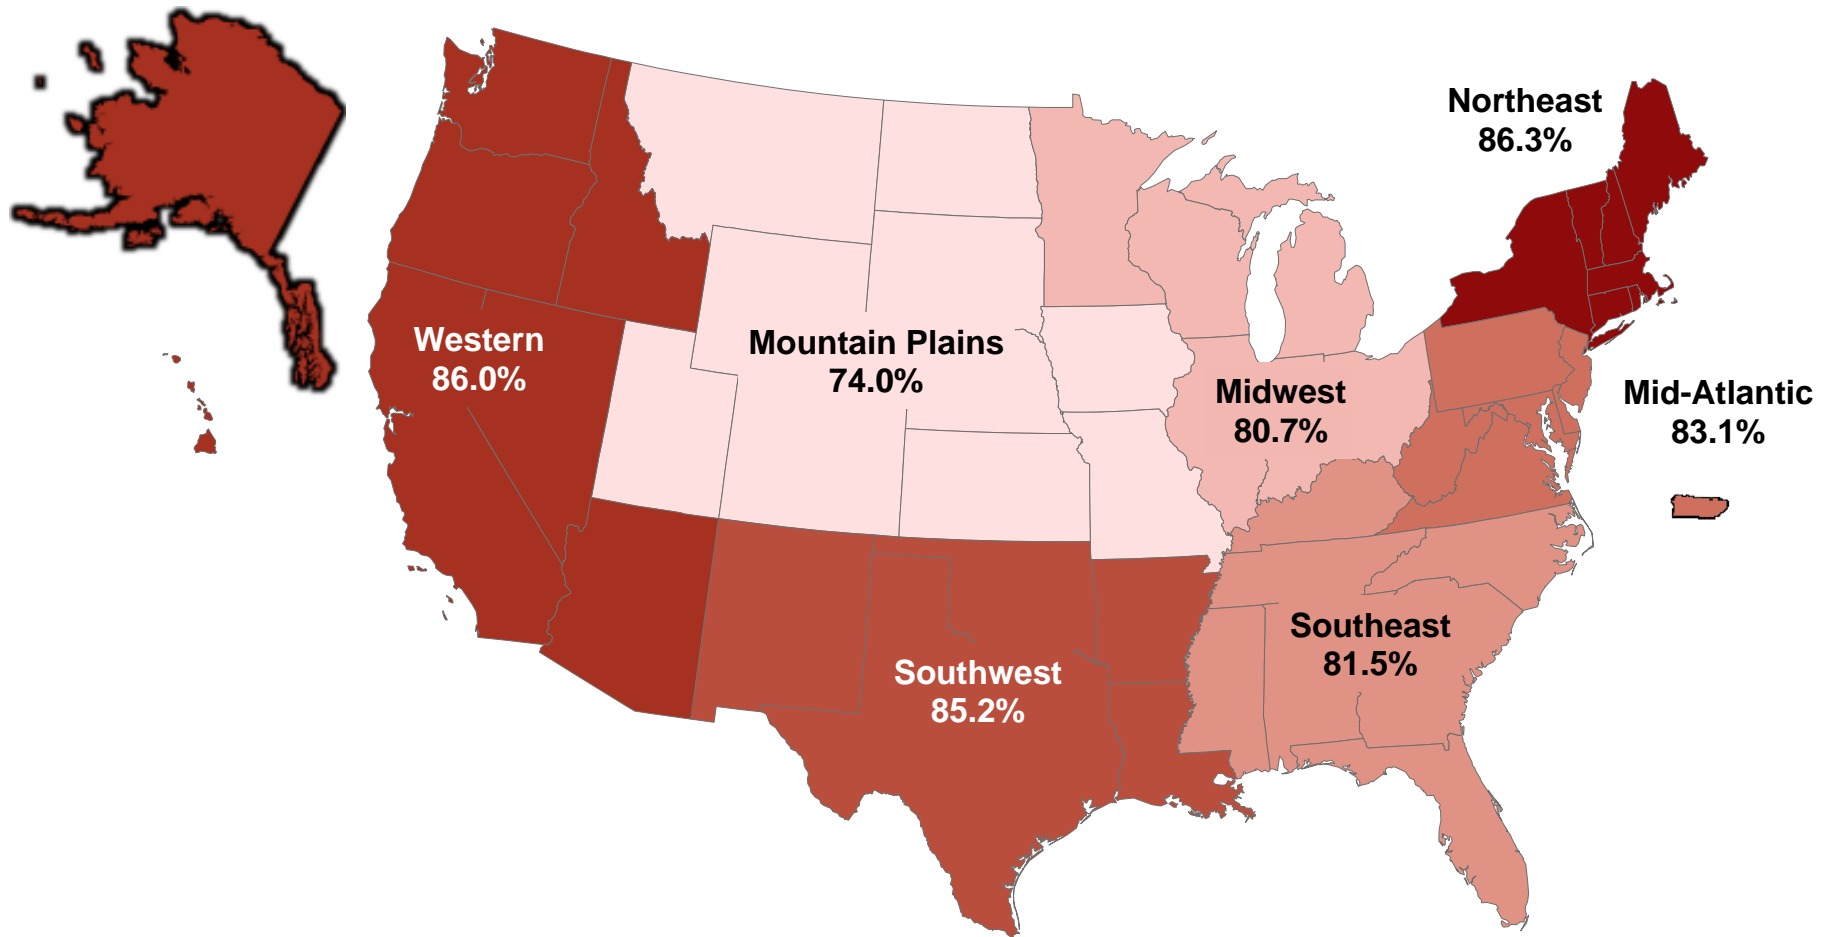 Northeast
86.3%
Western
86.0%
Mountain Plains
74.0%
Midwest
80.7%
Mid-Atlantic
83.1%
Southeast
81.5%
Southwest
85.2%